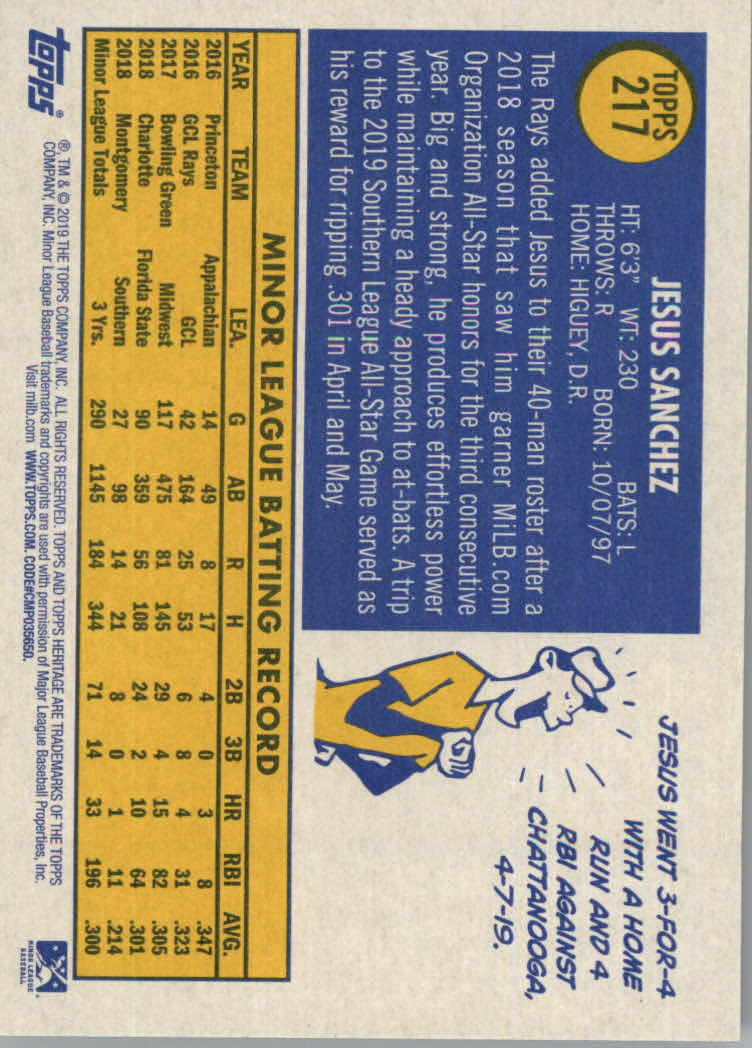 TOPPS
217
JESUS SANCHEZ
HT: 6'3" WT: 230 BATS: L
THROWS: R BORN: 10/07/97
HOME: HIGUEY, D.R.
The Rays added Jesus to their 40-man roster after a
2018 season that saw him garner MiLB.com
Organization All-Star honors for the third consecutive
year. Big and strong, he produces effortless power
while maintaining a heady approach to at-bats. A trip
to the 2019 Southern League All-Star Game served as
his reward for ripping .301 in April and May.
JESUS WENT 3-FOR-4
WITH A HOME
RUN AND 4
RBI AGAINST
CHATTANOOGA,
4-7-19.
MINOR LEAGUE BATTING RECORD
YEAR TEAM LEA. G AB R H 2B 3B HR RBI AVG.
2016 Princeton Appalachian 14 49 8 17 4 0 3 8 .347
2016 GCL Rays GCL 42 164 25 53 6 8 4 31 .323
2017 Bowling Green Midwest 117 475 81 145 29 4 15 82 .305
2018 Charlotte Florida State 90 359 56 108 24 2 10 64 .301
2018 Montgomery Southern 27 98 14 21 8 0 1 11 .214
Minor League Totals 3 Yrs. 290 1145 184 344 71 14 33 196 .300
topps®
®, TM & © 2019 THE TOPPS COMPANY, INC. ALL RIGHTS RESERVED. TOPPS AND TOPPS HERITAGE ARE TRADEMARKS OF THE TOPPS
COMPANY, INC. Minor League Baseball trademarks and copyrights are used with permission of Major League Baseball Properties, Inc.
Visit milb.com WWW.TOPPS.COM. CODE#CMP035650.
MINOR LEAGUE
BASEBALL